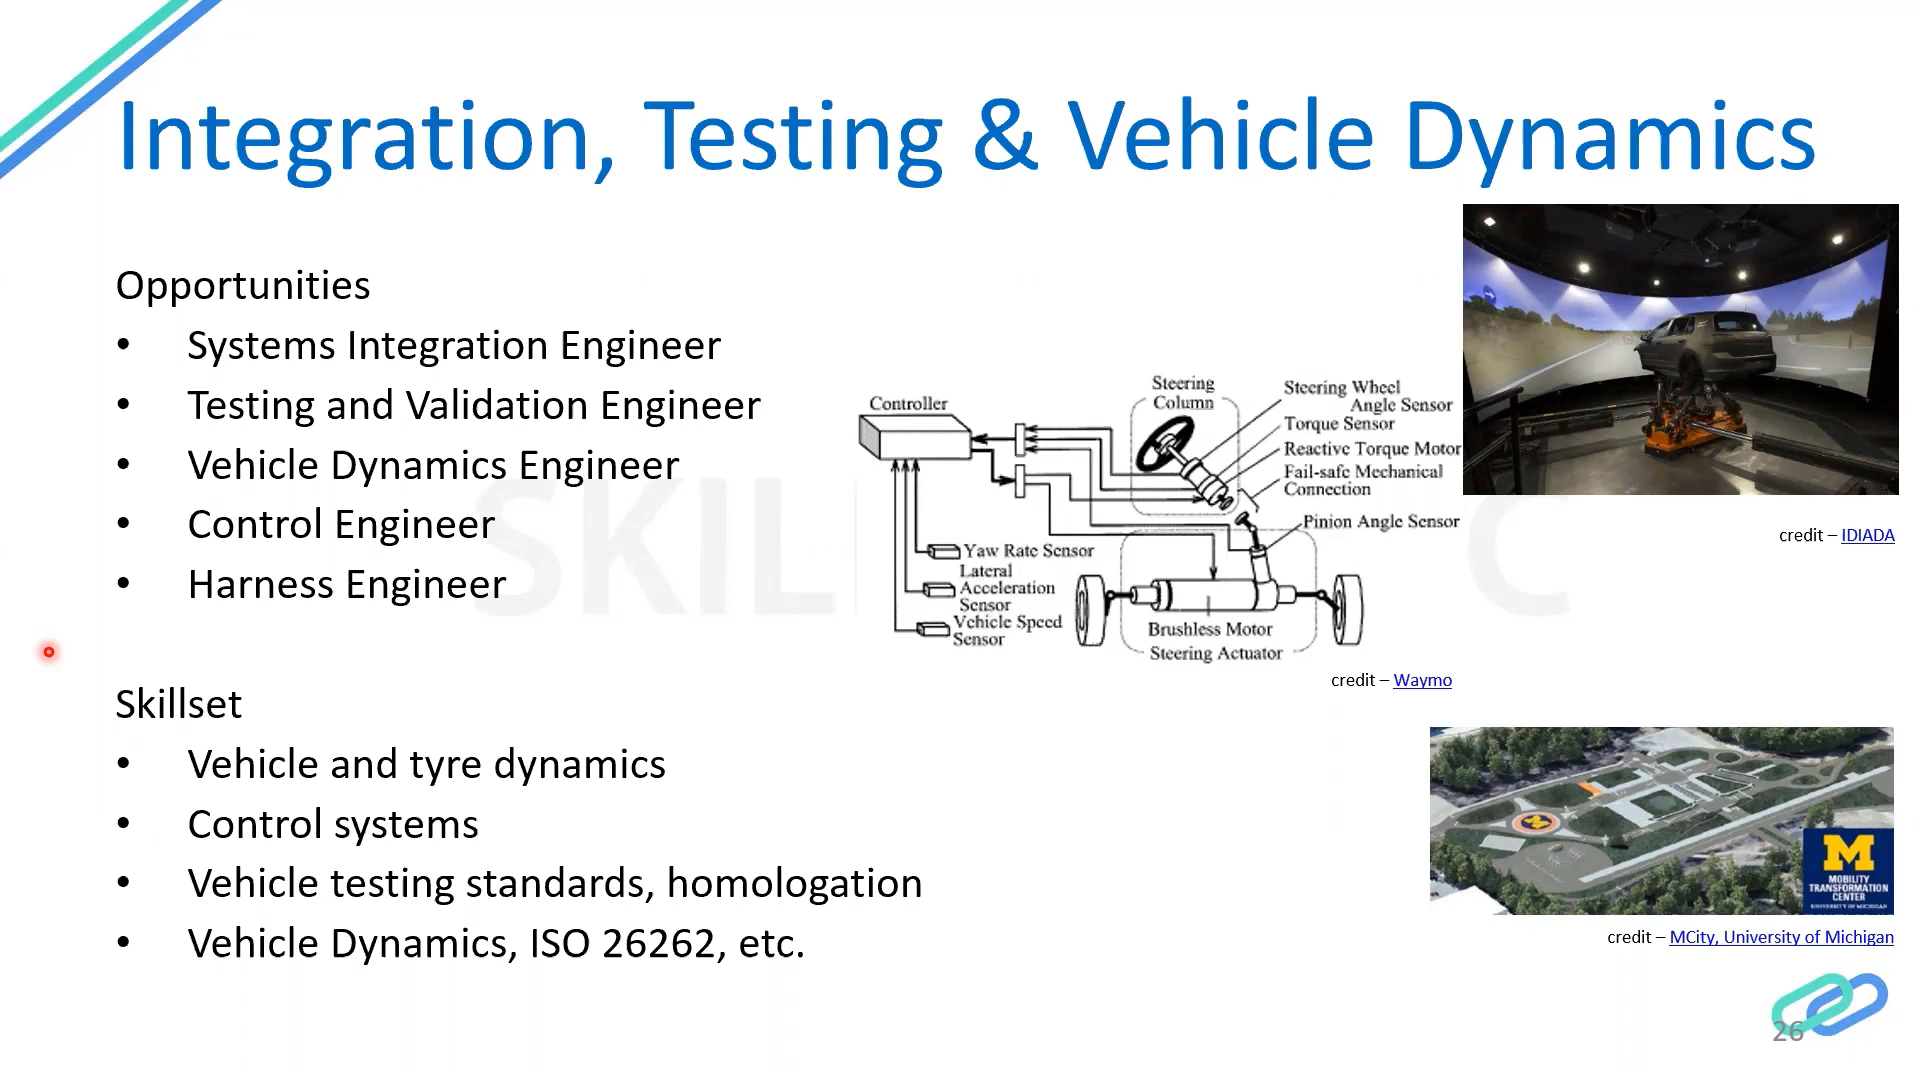 Integration, Testing & Vehicle Dynamics
Opportunities
• Systems Integration Engineer
• Testing and Validation Engineer
• Vehicle Dynamics Engineer
• Control Engineer
• Harness Engineer
Skillset
• Vehicle and tyre dynamics
• Control systems
• Vehicle testing standards, homologation
• Vehicle Dynamics, ISO 26262, etc.
Controller
Steering
Column
Steering Wheel
Angle Sensor
Torque Sensor
Reactive Torque Motor
Fail-safe Mechanical
Connection
Pinion Angle Sensor
Yaw Rate Sensor
Lateral
Acceleration
Sensor
Vehicle Speed
Sensor
Brushless Motor
Steering Actuator
credit – Waymo
credit – IDIADA
M
MOBILITY
TRANSFORMATION
CENTER
UNIVERSITY OF MICHIGAN
credit – MCity, University of Michigan
26